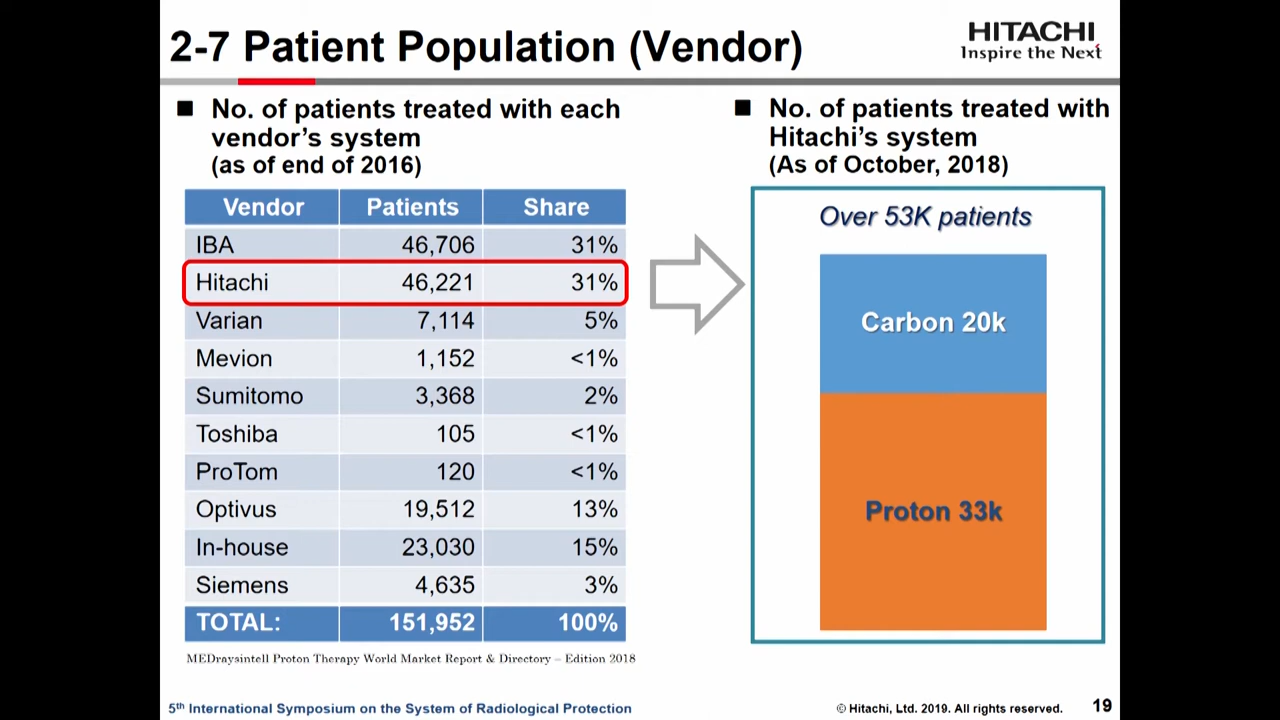 2-7 Patient Population (Vendor)
HITACHI
Inspire the Next
■ No. of patients treated with each
vendor's system
(as of end of 2016)
Vendor Patients Share
IBA 46,706 31%
Hitachi 46,221 31%
Varian 7,114 5%
Mevion 1,152 <1%
Sumitomo 3,368 2%
Toshiba 105 <1%
ProTom 120 <1%
Optivus 19,512 13%
In-house 23,030 15%
Siemens 4,635 3%
TOTAL: 151,952 100%
MEDraysintell Proton Therapy World Market Report & Directory – Edition 2018
■ No. of patients treated with
Hitachi's system
(As of October, 2018)
Over 53K patients
Carbon 20k
Proton 33k
5th International Symposium on the System of Radiological Protection
© Hitachi, Ltd. 2019. All rights reserved.
19